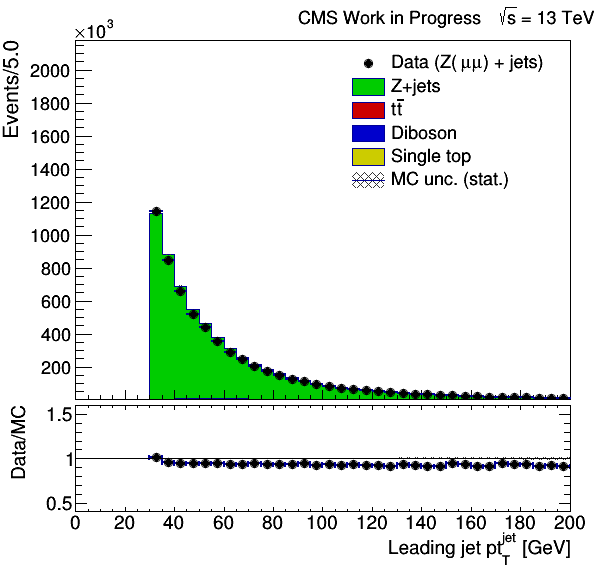 CMS Work in Progress √s = 13 TeV
×10³
Events/5.0
2000
1800
1600
1400
1200
1000
800
600
400
200
Data (Z(μμ) + jets)
Z+jets
tt̄
Diboson
Single top
MC unc. (stat.)
Data/MC
1.5
1
0.5
0 20 40 60 80 100 120 140 160 180 200
Leading jet pt_T^jet [GeV]